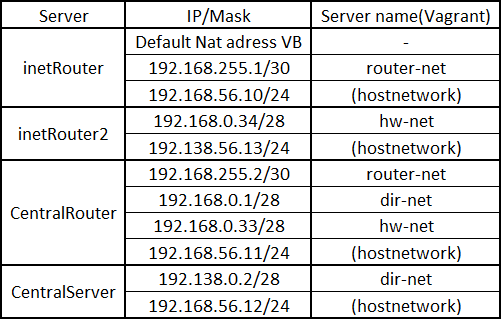 Server IP/Mask Server name(Vagrant)
inetRouter Default Nat adress VB -
192.168.255.1/30 router-net
192.168.56.10/24 (hostnetwork)
inetRouter2 192.168.0.34/28 hw-net
192.138.56.13/24 (hostnetwork)
CentralRouter 192.168.255.2/30 router-net
192.168.0.1/28 dir-net
192.168.0.33/28 hw-net
192.168.56.11/24 (hostnetwork)
CentralServer 192.138.0.2/28 dir-net
192.168.56.12/24 (hostnetwork)